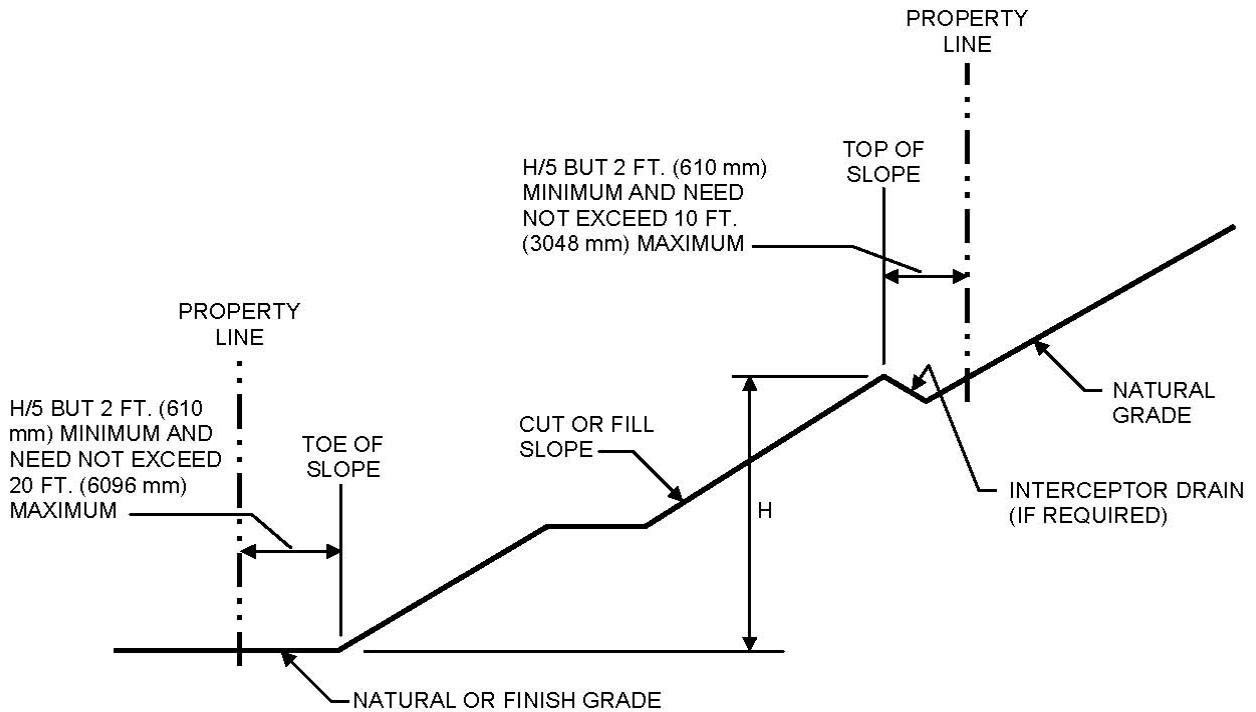 PROPERTY
LINE
H/5 BUT 2 FT. (610 mm)
MINIMUM AND NEED
NOT EXCEED 10 FT.
(3048 mm) MAXIMUM
TOP OF
SLOPE
PROPERTY
LINE
H/5 BUT 2 FT. (610
mm) MINIMUM AND
NEED NOT EXCEED
20 FT. (6096 mm)
MAXIMUM
TOE OF
SLOPE
CUT OR FILL
SLOPE
NATURAL
GRADE
H
INTERCEPTOR DRAIN
(IF REQUIRED)
NATURAL OR FINISH GRADE